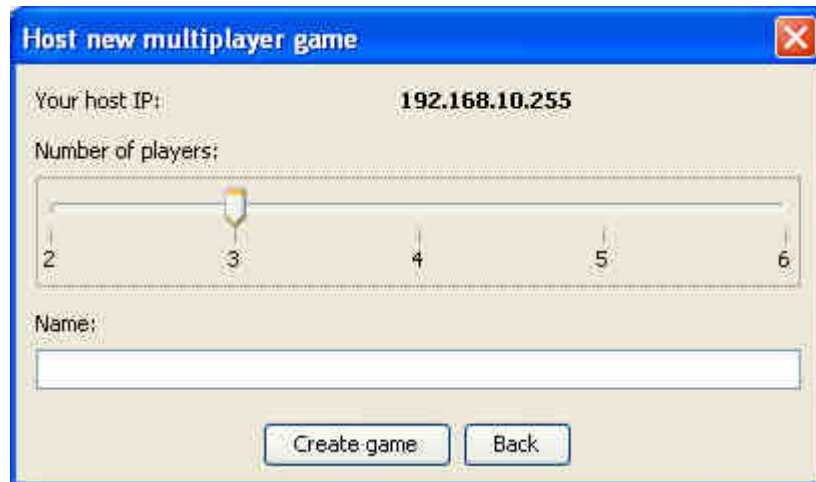 Host new multiplayer game
Your host IP: 192.168.10.255
Number of players:
2 3 4 5 6
Name:
Create game Back